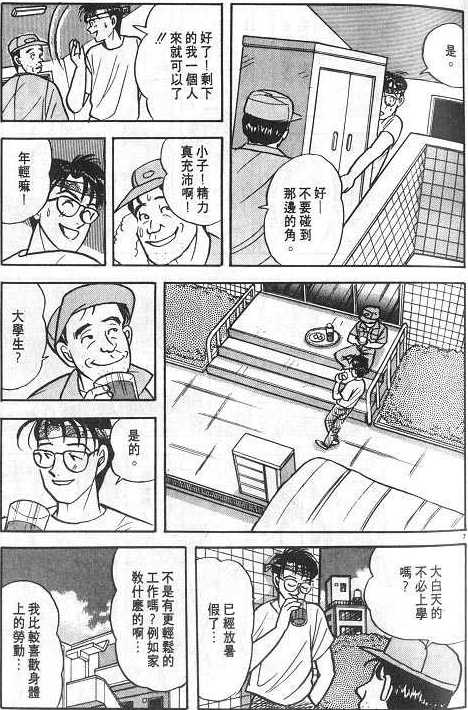 是。
好—
不要碰到
那邊的角。
好了！剩下
的我一個人
來就可以了
!!
小子！精力
真充沛啊！
年輕嘛！
大學生？
是的。
7
大白天的
不必上學
嗎？
已經放暑
假了…
不是有更輕鬆的
工作嗎？例如家
教什麼的啊…
我比較喜歡身體
上的勞動…